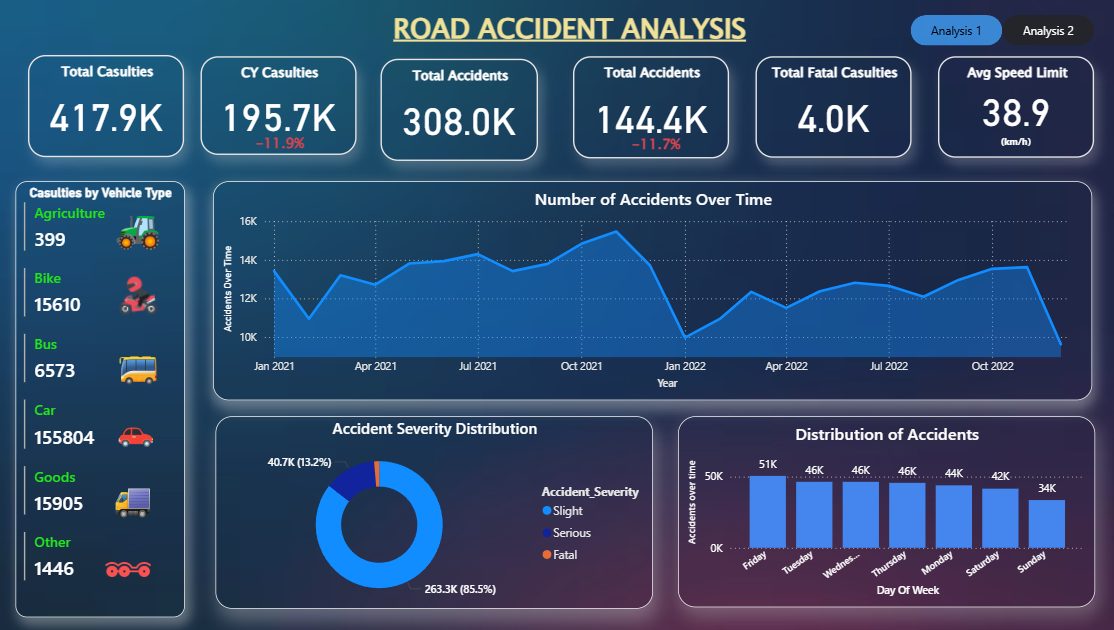 ROAD ACCIDENT ANALYSIS
Analysis 1
Analysis 2
Total Casulties
417.9K
CY Casulties
195.7K
−11.9%
Total Accidents
308.0K
Total Accidents
144.4K
−11.7%
Total Fatal Casulties
4.0K
Avg Speed Limit
38.9
(km/h)
Casulties by Vehicle Type
Agriculture
399
Bike
15610
Bus
6573
Car
155804
Goods
15905
Other
1446
Number of Accidents Over Time
Accidents Over Time
16K
14K
12K
10K
Jan 2021
Apr 2021
Jul 2021
Oct 2021
Jan 2022
Apr 2022
Jul 2022
Oct 2022
Year
Accident Severity Distribution
40.7K (13.2%)
263.3K (85.5%)
Accident_Severity
Slight
Serious
Fatal
Distribution of Accidents
Accidents over time
50K
0K
51K
46K
46K
46K
44K
42K
34K
Friday
Tuesday
Wednes...
Thursday
Monday
Saturday
Sunday
Day Of Week